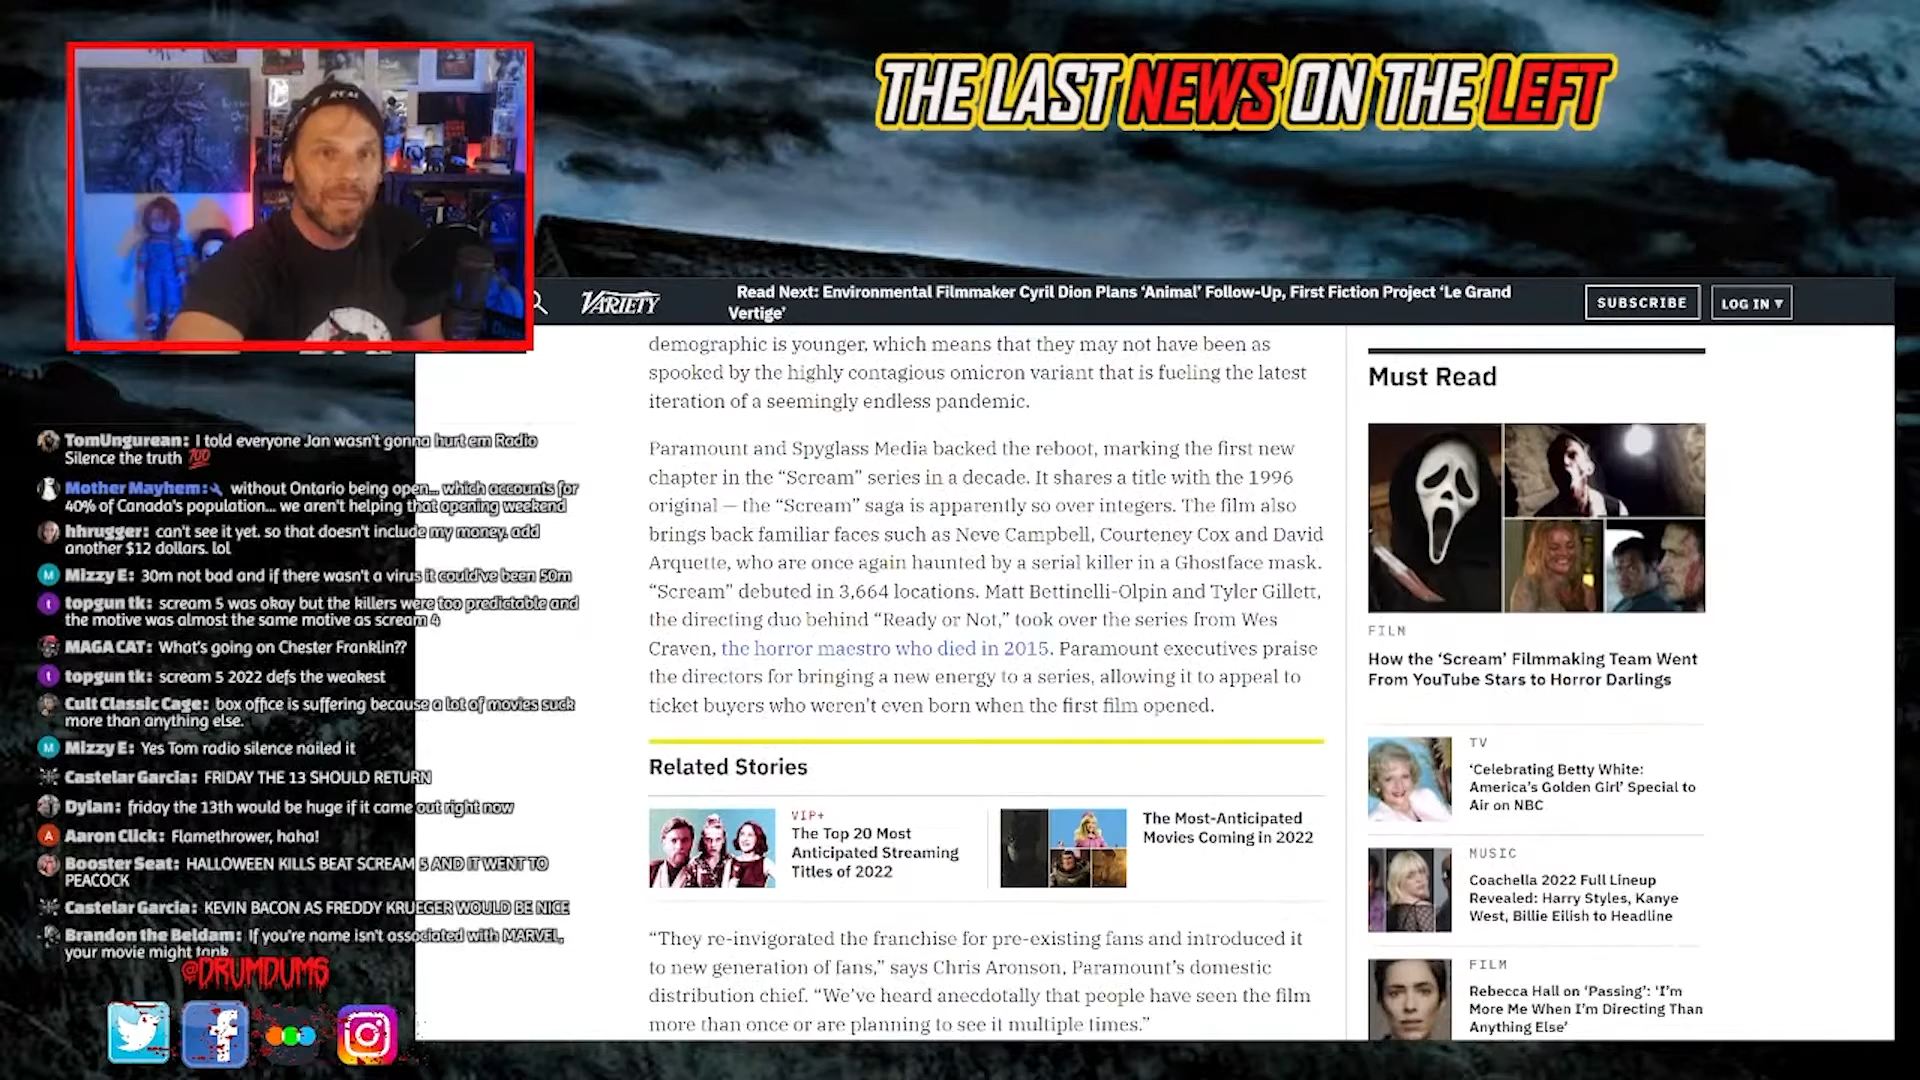 THE LAST NEWS ON THE LEFT
REAL
VARIETY
Read Next: Environmental Filmmaker Cyril Dion Plans ‘Animal’ Follow-Up, First Fiction Project ‘Le Grand
Vertige’
SUBSCRIBE
LOG IN ▾
demographic is younger, which means that they may not have been as
spooked by the highly contagious omicron variant that is fueling the latest
iteration of a seemingly endless pandemic.
Paramount and Spyglass Media backed the reboot, marking the first new
chapter in the “Scream” series in a decade. It shares a title with the 1996
original — the “Scream” saga is apparently so over integers. The film also
brings back familiar faces such as Neve Campbell, Courteney Cox and David
Arquette, who are once again haunted by a serial killer in a Ghostface mask.
“Scream” debuted in 3,664 locations. Matt Bettinelli-Olpin and Tyler Gillett,
the directing duo behind “Ready or Not,” took over the series from Wes
Craven, the horror maestro who died in 2015. Paramount executives praise
the directors for bringing a new energy to a series, allowing it to appeal to
ticket buyers who weren’t even born when the first film opened.
Related Stories
VIP+
The Top 20 Most
Anticipated Streaming
Titles of 2022
The Most-Anticipated
Movies Coming in 2022
“They re-invigorated the franchise for pre-existing fans and introduced it
to new generation of fans,” says Chris Aronson, Paramount’s domestic
distribution chief. “We’ve heard anecdotally that people have seen the film
more than once or are planning to see it multiple times.”
Must Read
FILM
How the ‘Scream’ Filmmaking Team Went
From YouTube Stars to Horror Darlings
TV
‘Celebrating Betty White:
America’s Golden Girl’ Special to
Air on NBC
MUSIC
Coachella 2022 Full Lineup
Revealed: Harry Styles, Kanye
West, Billie Eilish to Headline
FILM
Rebecca Hall on ‘Passing’: ‘I’m
More Me When I’m Directing Than
Anything Else’
TomUngurean: I told everyone Jan wasn't gonna hurt em Radio
Silence the truth 💯
Mother Mayhem: without Ontario being open... which accounts for
40% of Canada's population... we aren't helping that opening weekend
hhrugger: can't see it yet. so that doesn't include my money. add
another $12 dollars. lol
M Mizzy E: 30m not bad and if there wasn't a virus it could've been 50m
t topgun tk: scream 5 was okay but the killers were too predictable and
the motive was almost the same motive as scream 4
MAGA CAT: What's going on Chester Franklin??
t topgun tk: scream 5 2022 defs the weakest
Cult Classic Cage: box office is suffering because a lot of movies suck
more than anything else.
M Mizzy E: Yes Tom radio silence nailed it
Castelar Garcia: FRIDAY THE 13 SHOULD RETURN
Dylan: friday the 13th would be huge if it came out right now
A Aaron Click: Flamethrower, haha!
Booster Seat: HALLOWEEN KILLS BEAT SCREAM 5 AND IT WENT TO
PEACOCK
Castelar Garcia: KEVIN BACON AS FREDDY KRUEGER WOULD BE NICE
Brandon the Beldam: If you're name isn't associated with MARVEL,
your movie might tank
@DRUMDUMS